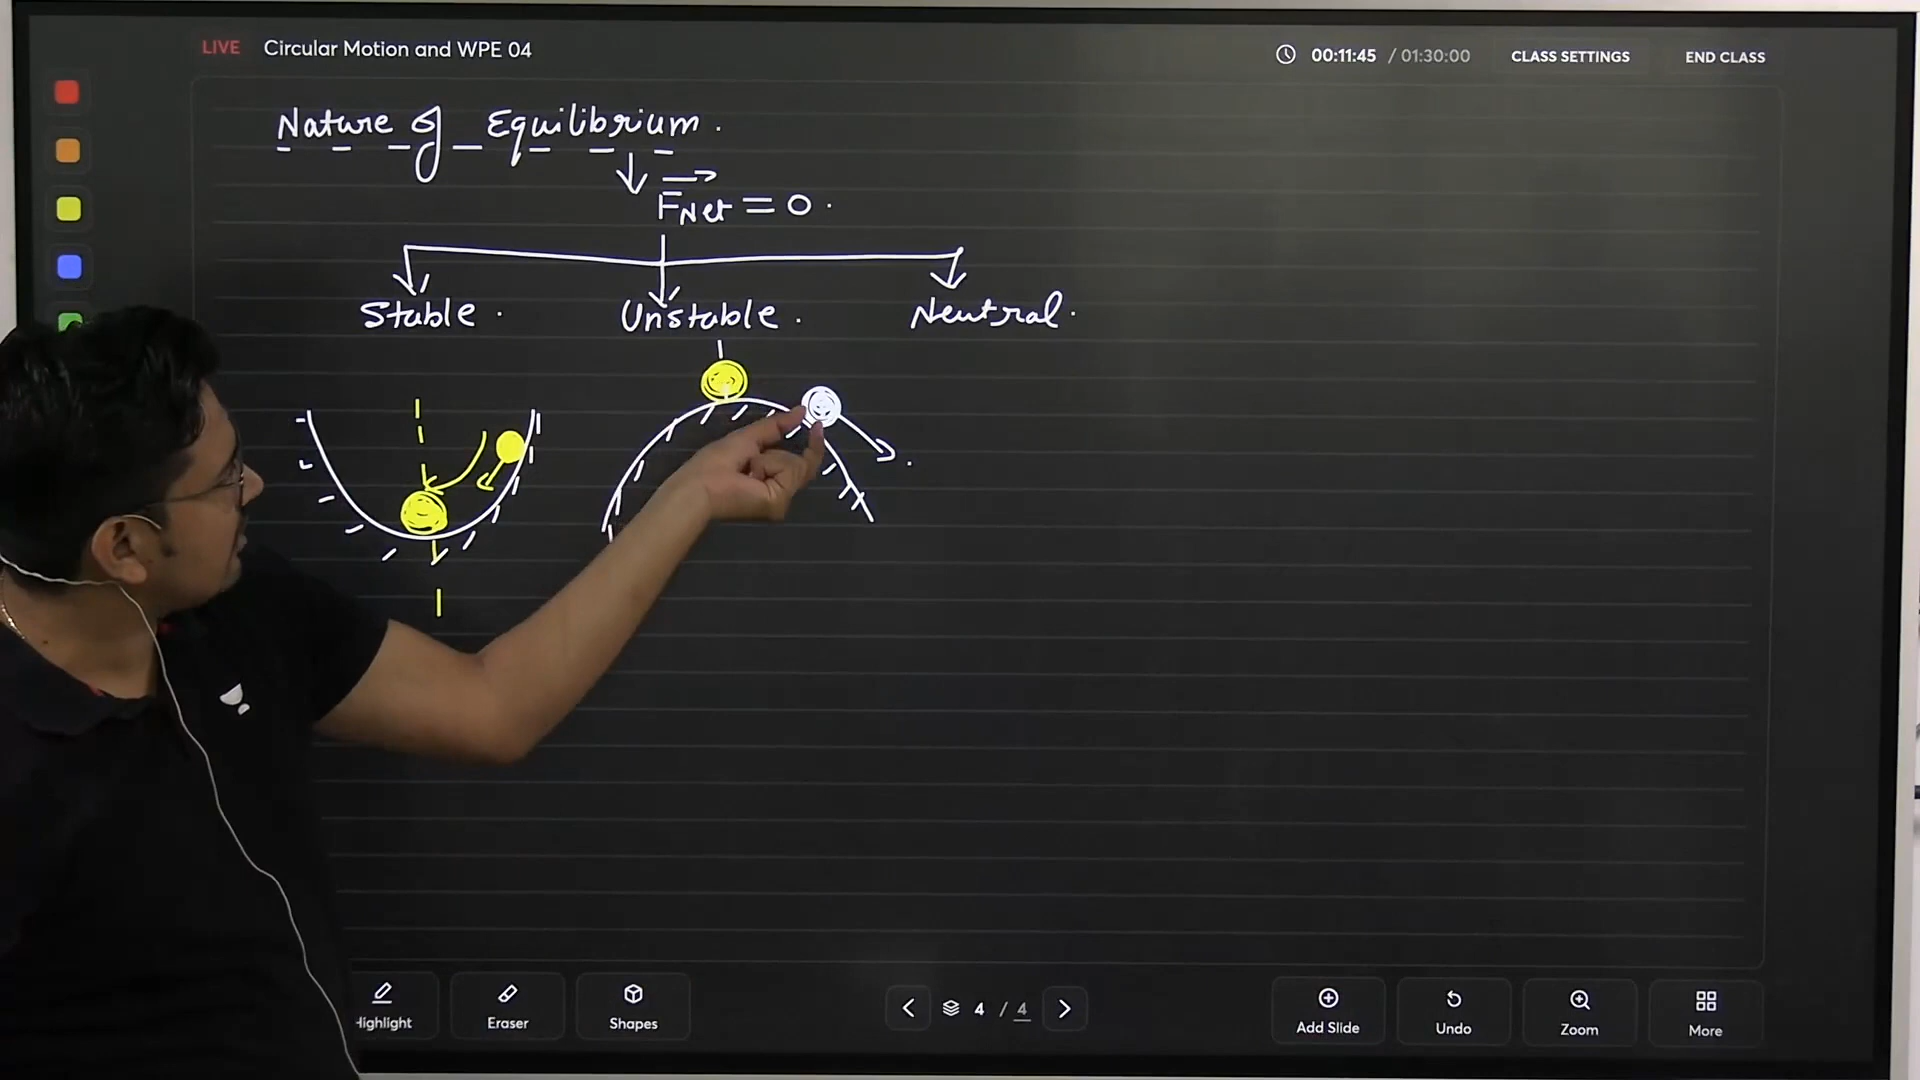 LIVE Circular Motion and WPE 04
00:11:45 / 01:30:00 CLASS SETTINGS END CLASS
Nature of Equilibrium.
F Net = 0.
Stable. Unstable. Neutral.
Highlight Eraser Shapes 4 / 4 Add Slide Undo Zoom More